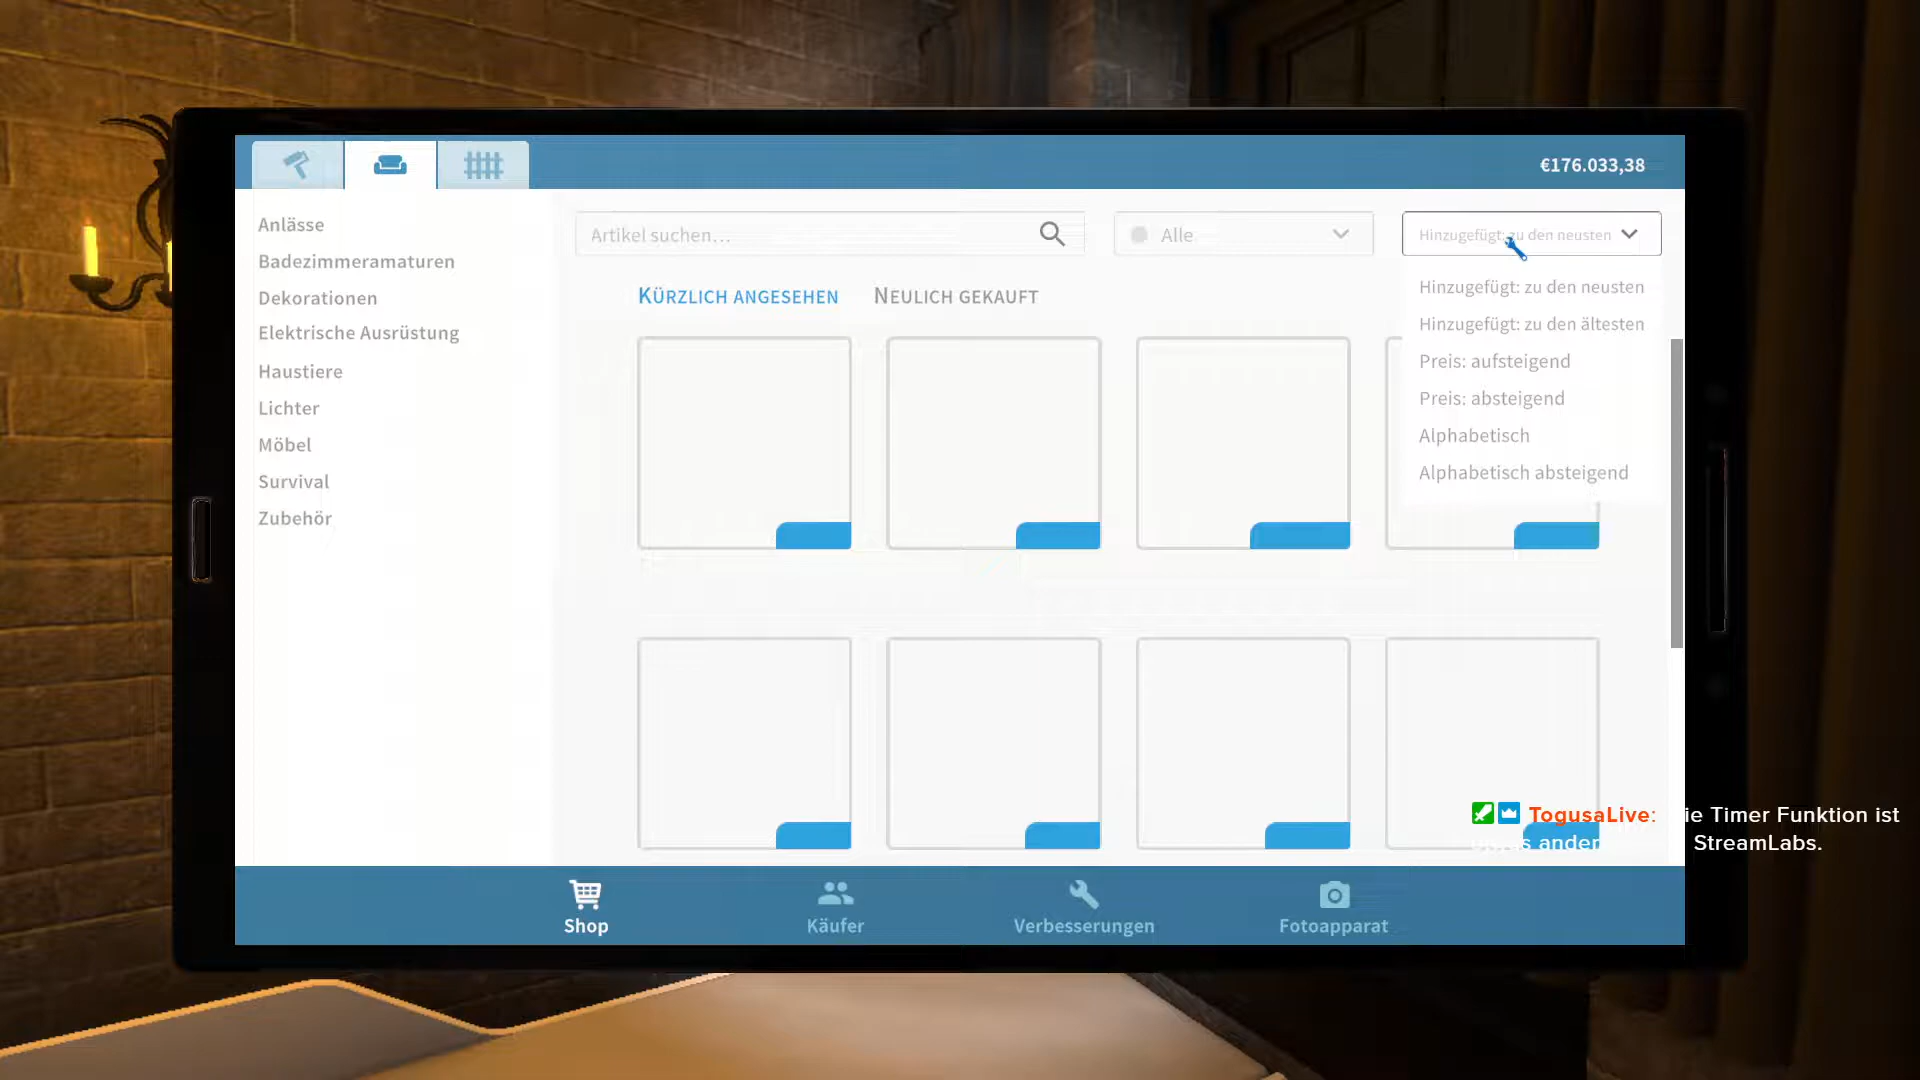 €176.033,38
Anlässe
Badezimmeramaturen
Dekorationen
Elektrische Ausrüstung
Haustiere
Lichter
Möbel
Survival
Zubehör
Artikel suchen...
Alle
Hinzugefügt: zu den neusten
KÜRZLICH ANGESEHEN
NEULICH GEKAUFT
Hinzugefügt: zu den neusten
Hinzugefügt: zu den ältesten
Preis: aufsteigend
Preis: absteigend
Alphabetisch
Alphabetisch absteigend
TogusaLive: ie Timer Funktion ist
StreamLabs.
Shop
Käufer
Verbesserungen
Fotoapparat